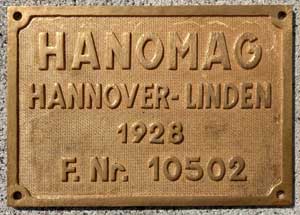 HANOMAG
HANNOVER-LINDEN
1928
F. Nr. 10502